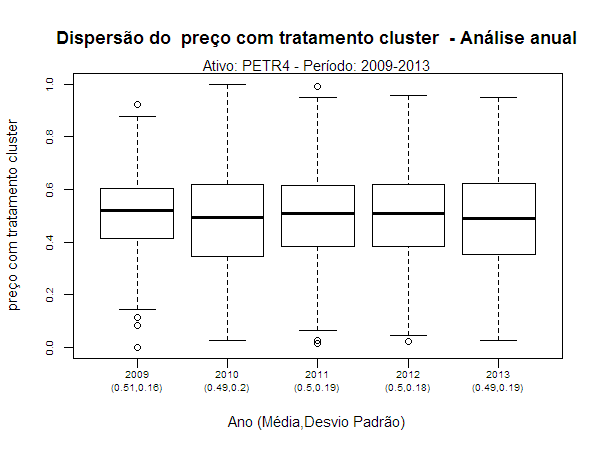 Dispersão do  preço com tratamento cluster  - Análise anual
Ativo: PETR4 - Período: 2009-2013
preço com tratamento cluster
1.0
0.8
0.6
0.4
0.2
0.0
2009 2010 2011 2012 2013
(0.51,0.16) (0.49,0.2) (0.5,0.19) (0.5,0.18) (0.49,0.19)
Ano (Média,Desvio Padrão)